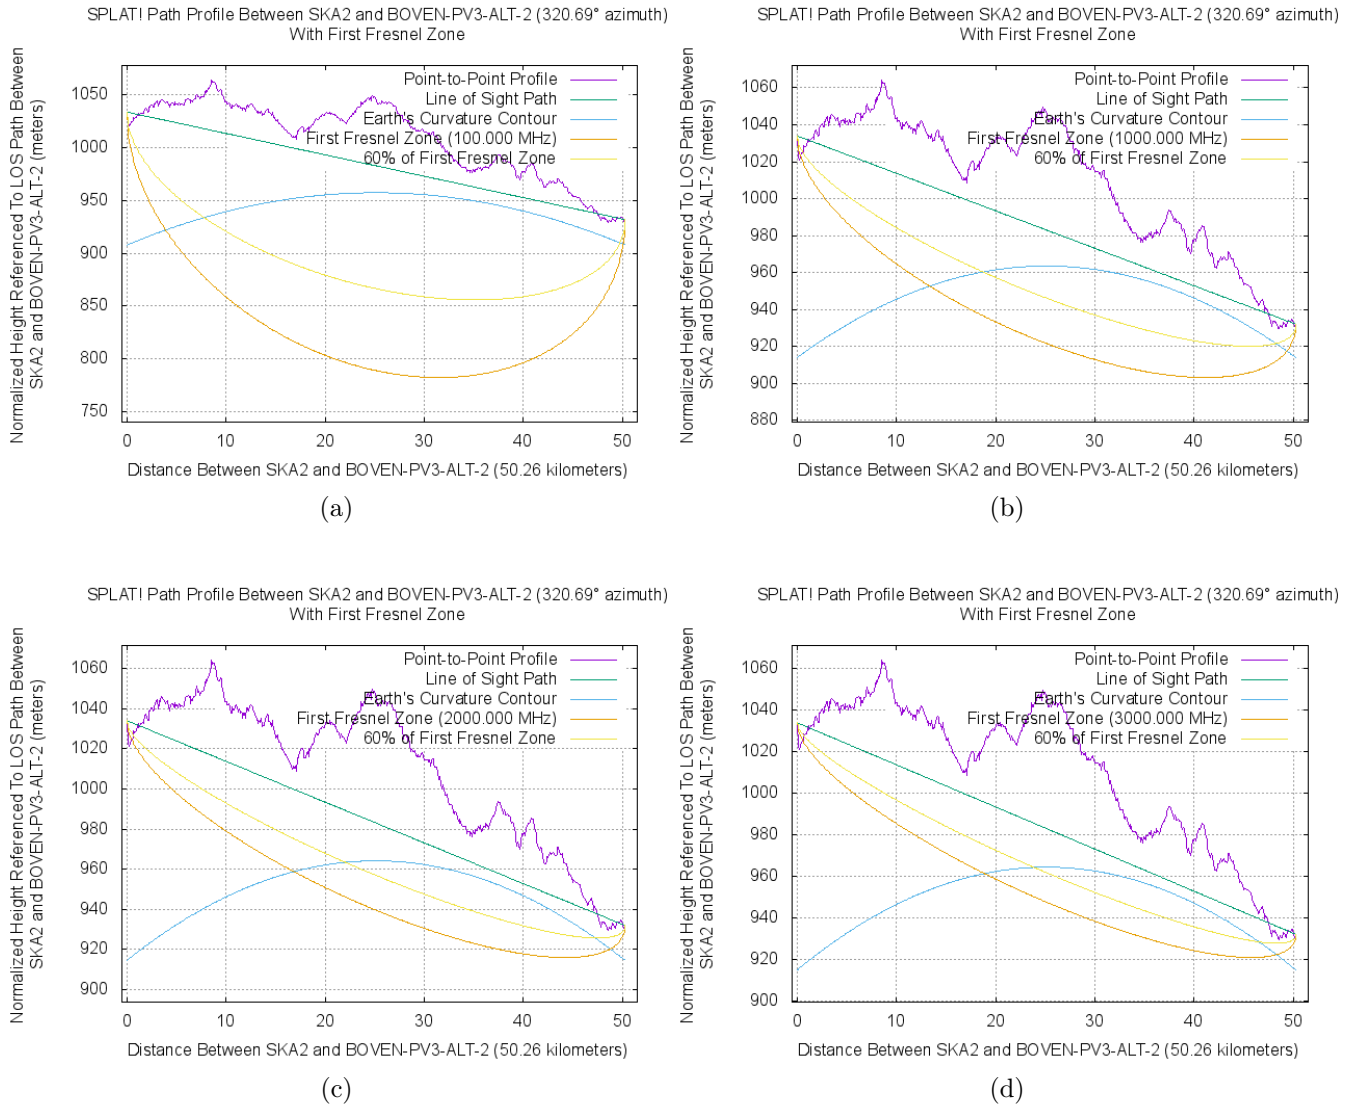 SPLAT! Path Profile Between SKA2 and BOVEN-PV3-ALT-2 (320.69° azimuth)
With First Fresnel Zone
Normalized Height Referenced To LOS Path Between
SKA2 and BOVEN-PV3-ALT-2 (meters)
1050
1000
950
900
850
800
750
Point-to-Point Profile
Line of Sight Path
Earth's Curvature Contour
First Fresnel Zone (100.000 MHz)
60% of First Fresnel Zone
0 10 20 30 40 50
Distance Between SKA2 and BOVEN-PV3-ALT-2 (50.26 kilometers)
(a)
SPLAT! Path Profile Between SKA2 and BOVEN-PV3-ALT-2 (320.69° azimuth)
With First Fresnel Zone
Normalized Height Referenced To LOS Path Between
SKA2 and BOVEN-PV3-ALT-2 (meters)
1060
1040
1020
1000
980
960
940
920
900
880
Point-to-Point Profile
Line of Sight Path
Earth's Curvature Contour
First Fresnel Zone (1000.000 MHz)
60% of First Fresnel Zone
0 10 20 30 40 50
Distance Between SKA2 and BOVEN-PV3-ALT-2 (50.26 kilometers)
(b)
SPLAT! Path Profile Between SKA2 and BOVEN-PV3-ALT-2 (320.69° azimuth)
With First Fresnel Zone
Normalized Height Referenced To LOS Path Between
SKA2 and BOVEN-PV3-ALT-2 (meters)
1060
1040
1020
1000
980
960
940
920
900
Point-to-Point Profile
Line of Sight Path
Earth's Curvature Contour
First Fresnel Zone (2000.000 MHz)
60% of First Fresnel Zone
0 10 20 30 40 50
Distance Between SKA2 and BOVEN-PV3-ALT-2 (50.26 kilometers)
(c)
SPLAT! Path Profile Between SKA2 and BOVEN-PV3-ALT-2 (320.69° azimuth)
With First Fresnel Zone
Normalized Height Referenced To LOS Path Between
SKA2 and BOVEN-PV3-ALT-2 (meters)
1060
1040
1020
1000
980
960
940
920
900
Point-to-Point Profile
Line of Sight Path
Earth's Curvature Contour
First Fresnel Zone (3000.000 MHz)
60% of First Fresnel Zone
0 10 20 30 40 50
Distance Between SKA2 and BOVEN-PV3-ALT-2 (50.26 kilometers)
(d)